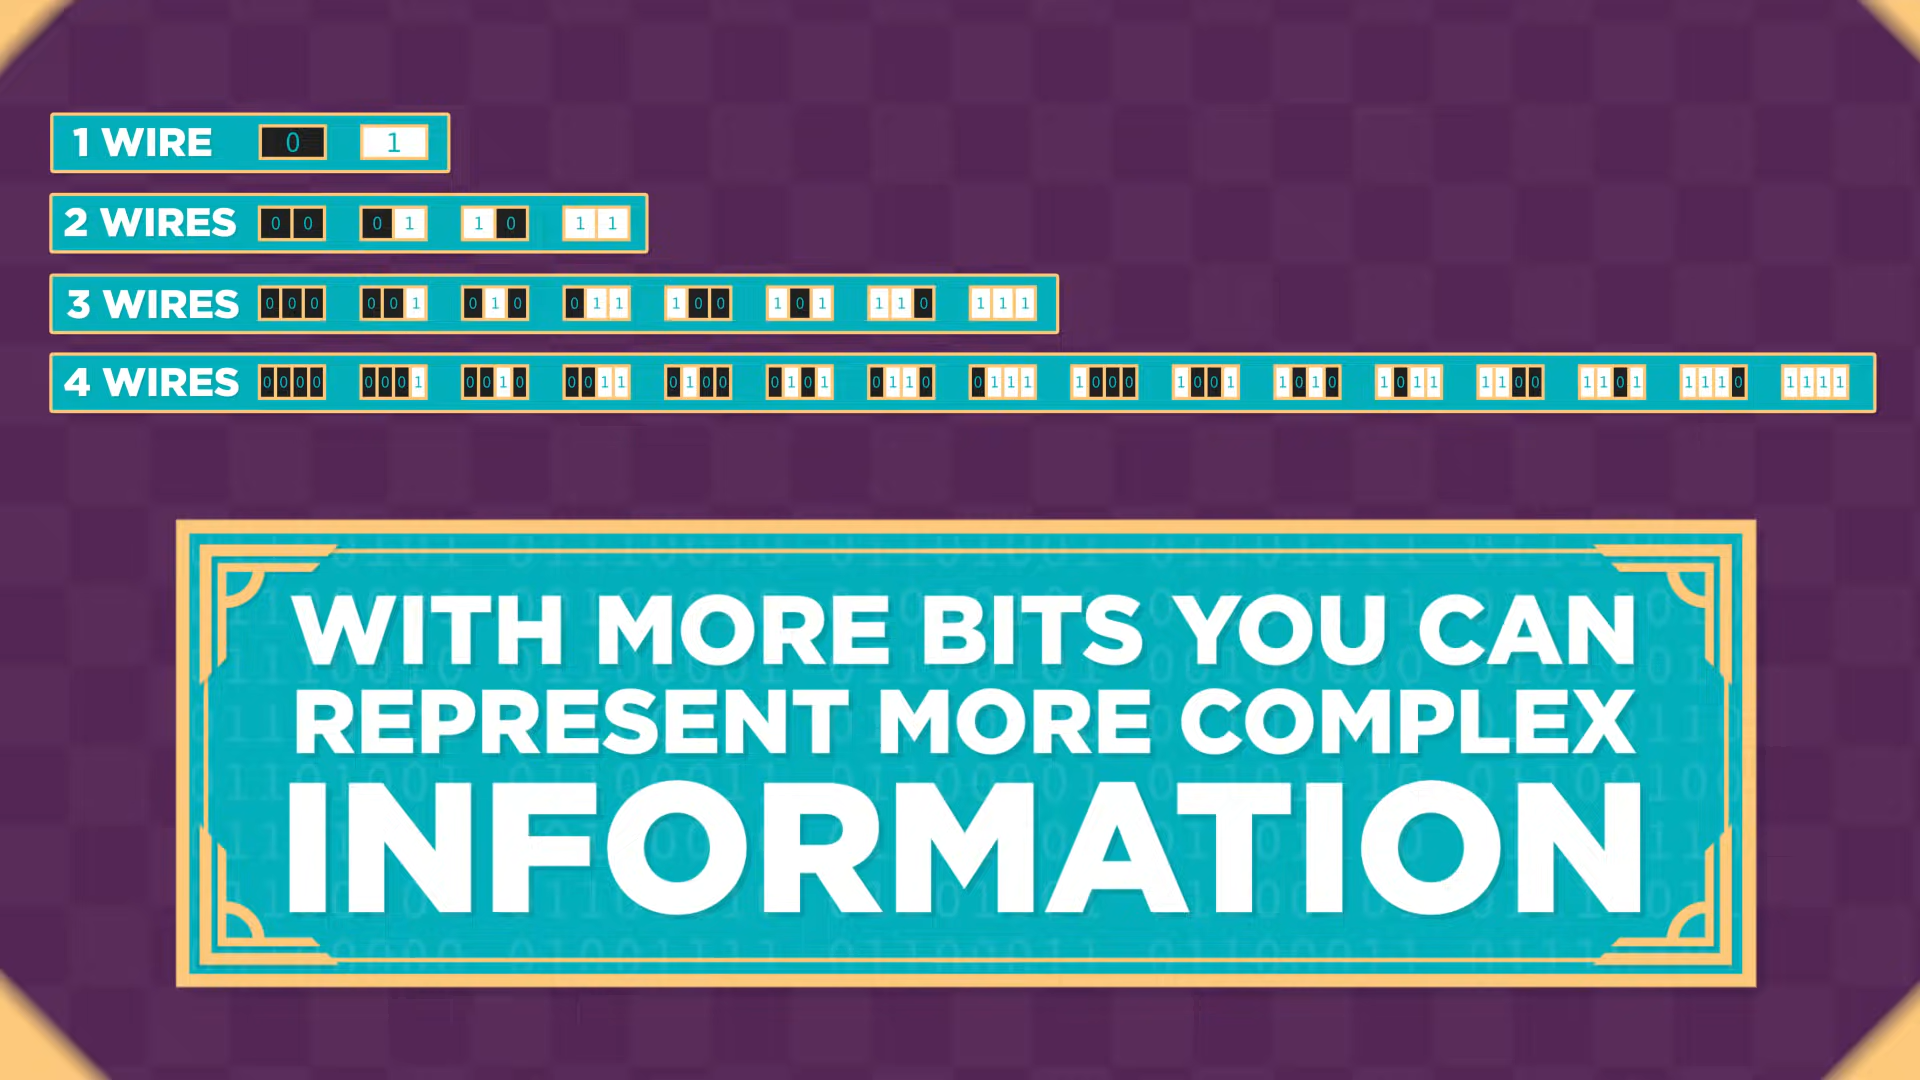 1 WIRE 0 1
2 WIRES 00 01 10 11
3 WIRES 000 001 010 011 100 101 110 111
4 WIRES 0000 0001 0010 0011 0100 0101 0110 0111 1000 1001 1010 1011 1100 1101 1110 1111
WITH MORE BITS YOU CAN
REPRESENT MORE COMPLEX
INFORMATION